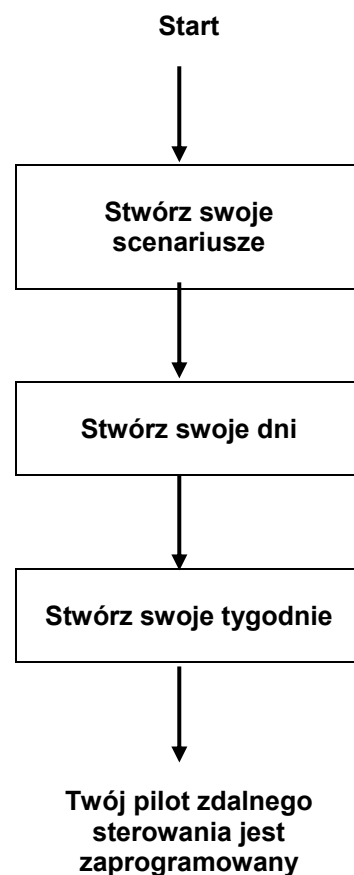 Start
Stwórz swoje
scenariusze
Stwórz swoje dni
Stwórz swoje tygodnie
Twój pilot zdalnego
sterowania jest
zaprogramowany